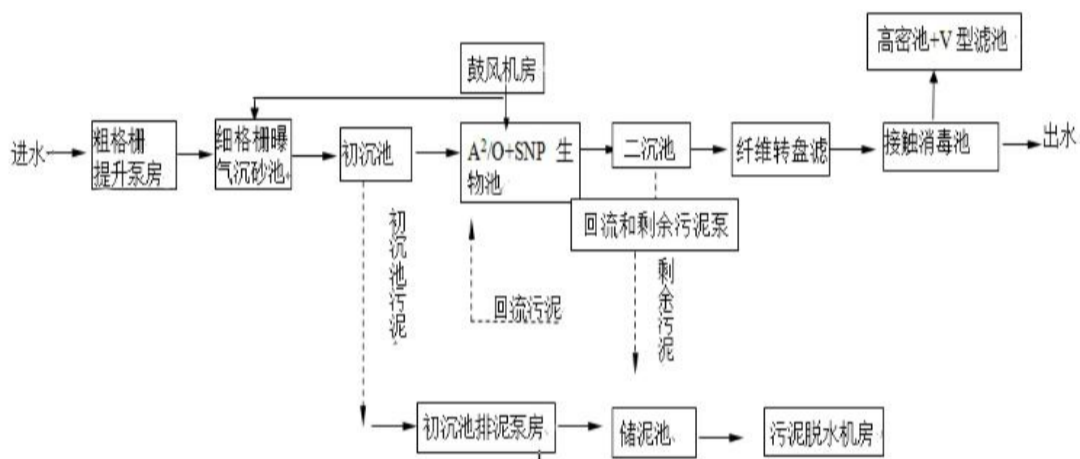 高密池+V型滤池
鼓风机房
进水
粗格栅
提升泵房
细格栅曝
气沉砂池
初沉池
A²/O+SNP 生
物池
二沉池
纤维转盘滤
接触消毒池
出水
回流和剩余污泥泵
初沉池污泥
回流污泥
剩余污泥
初沉池排泥泵房
储泥池
污泥脱水机房